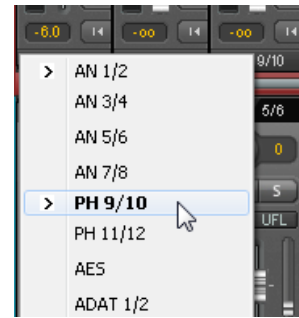 -6.0 -oo -oo
9/10
> AN 1/2
AN 3/4
5/6
AN 5/6
0
AN 7/8
S
> PH 9/10
UFL
PH 11/12
AES
ADAT 1/2